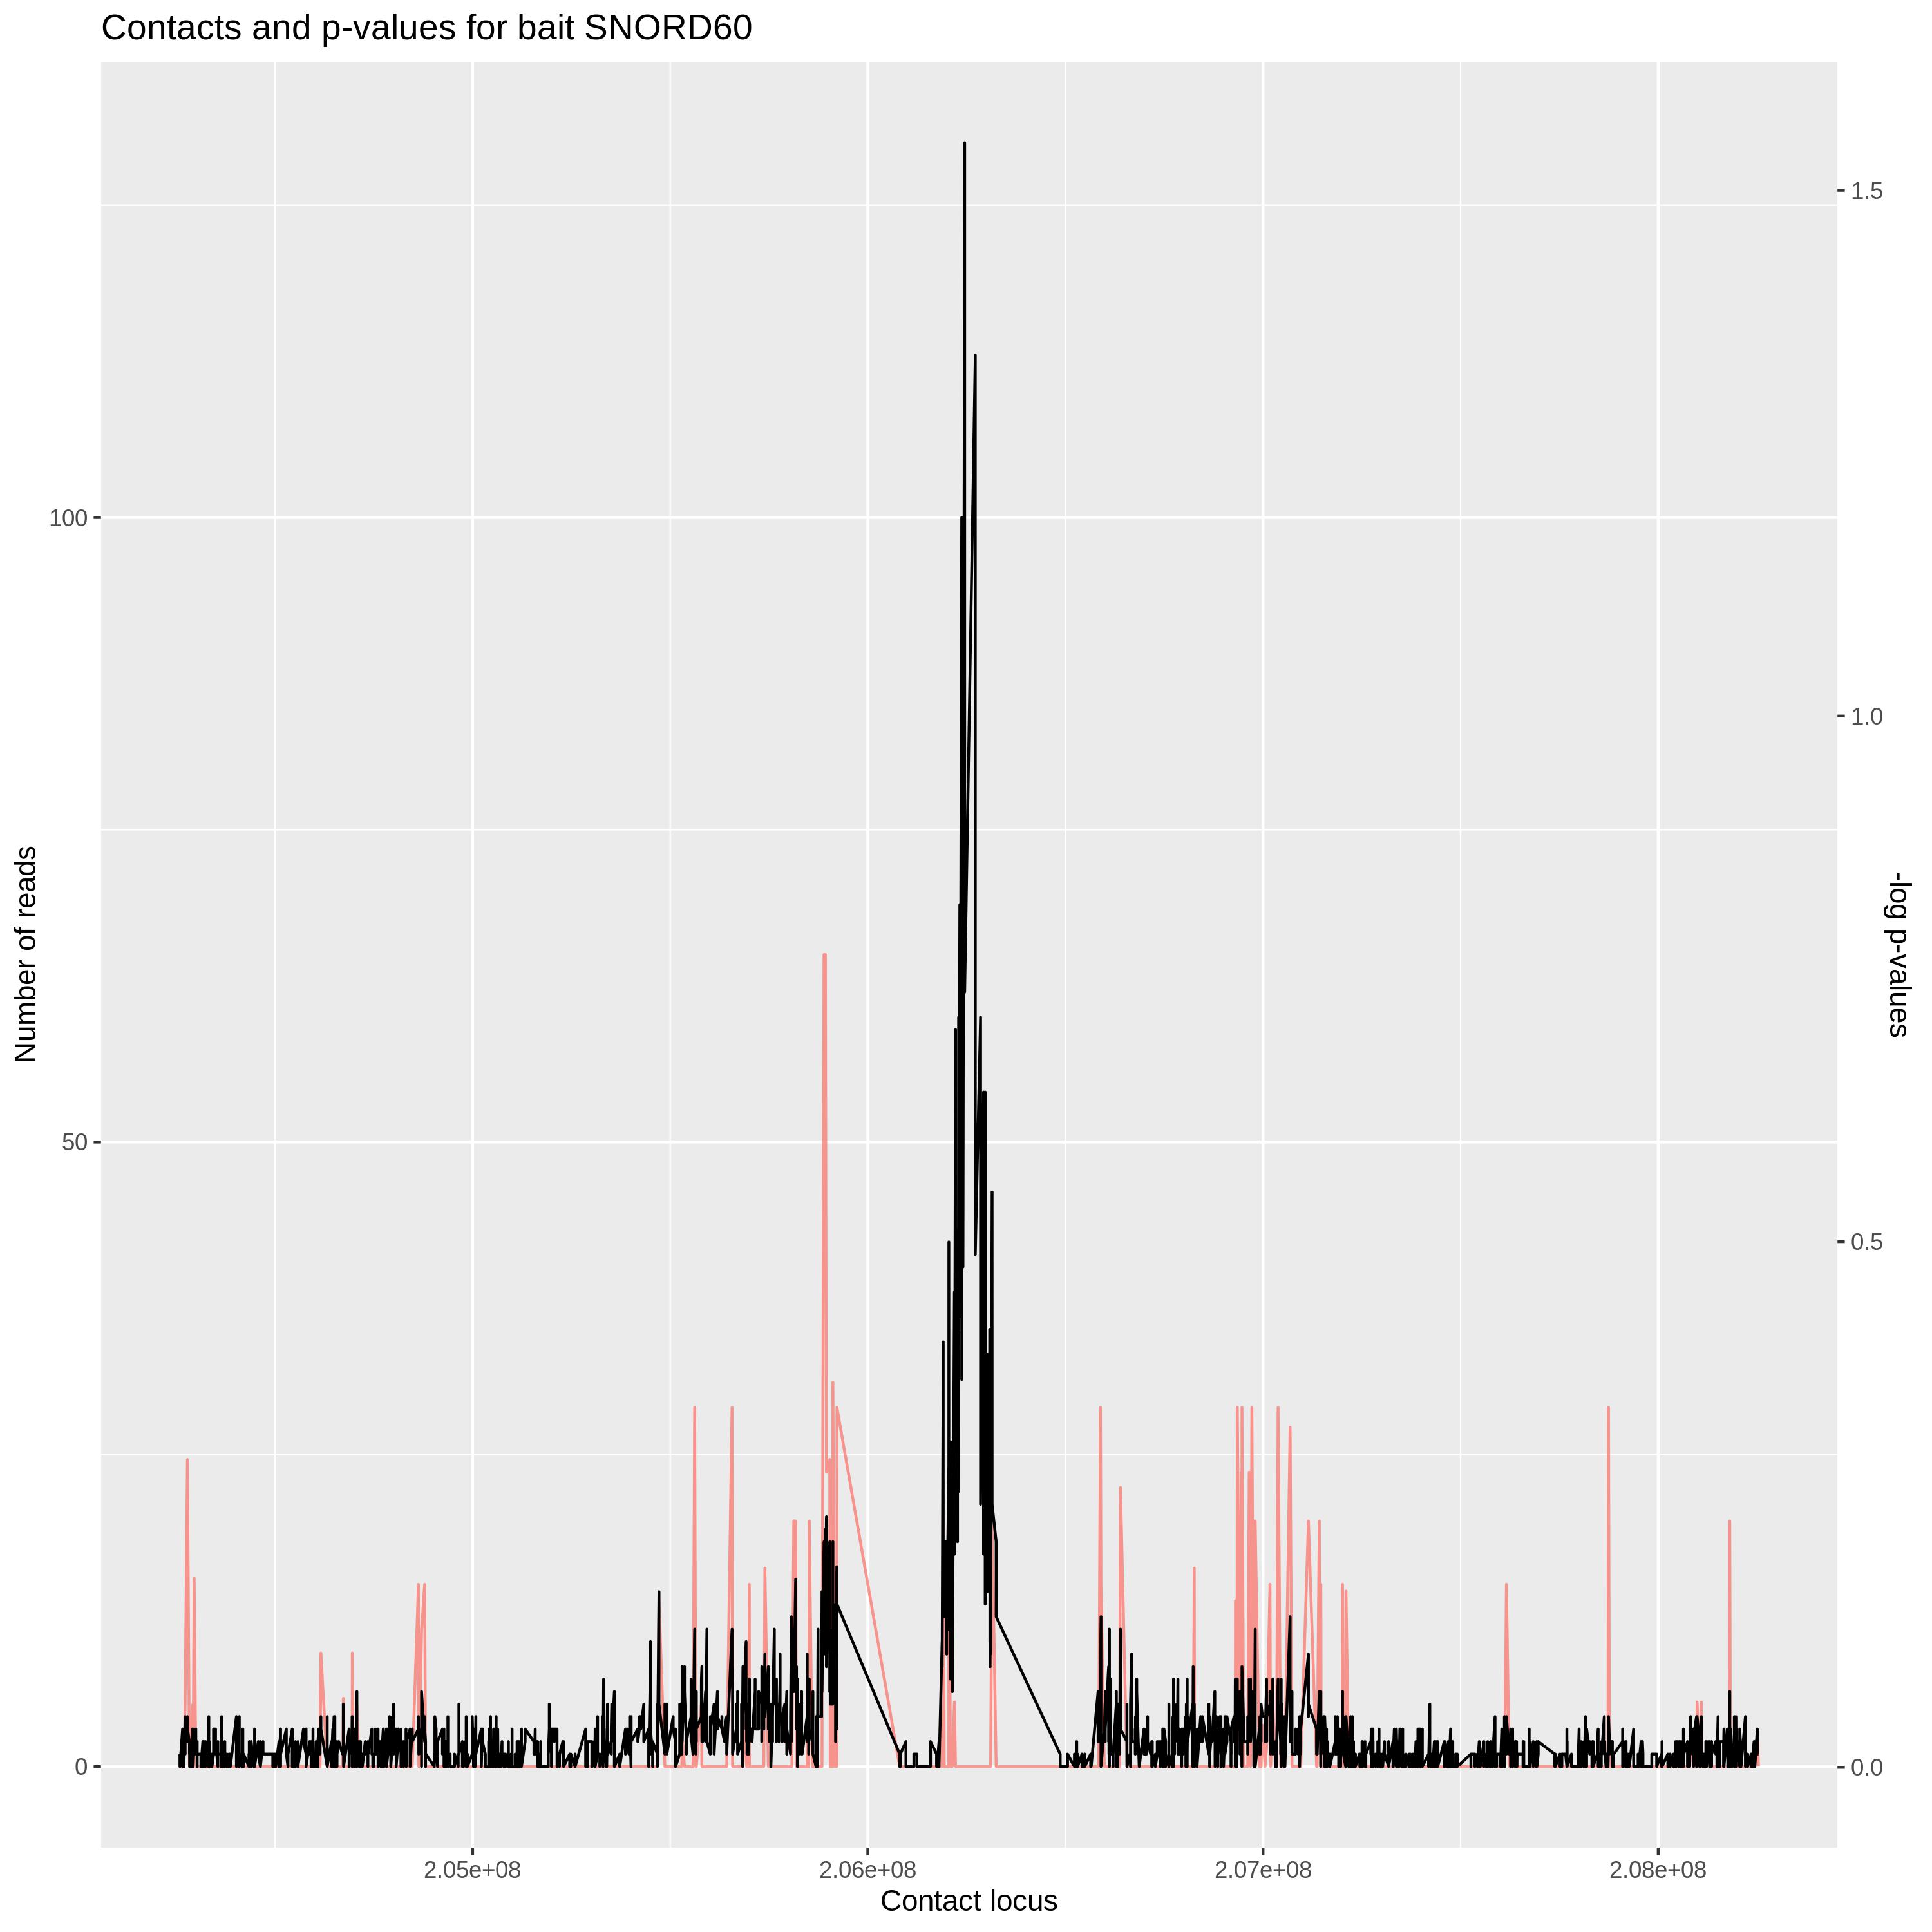 Contacts and p-values for bait SNORD60
1.5
100
1.0
Number of reads
-log p-values
50
0.5
0
0.0
2.05e+08 2.06e+08 2.07e+08 2.08e+08
Contact locus